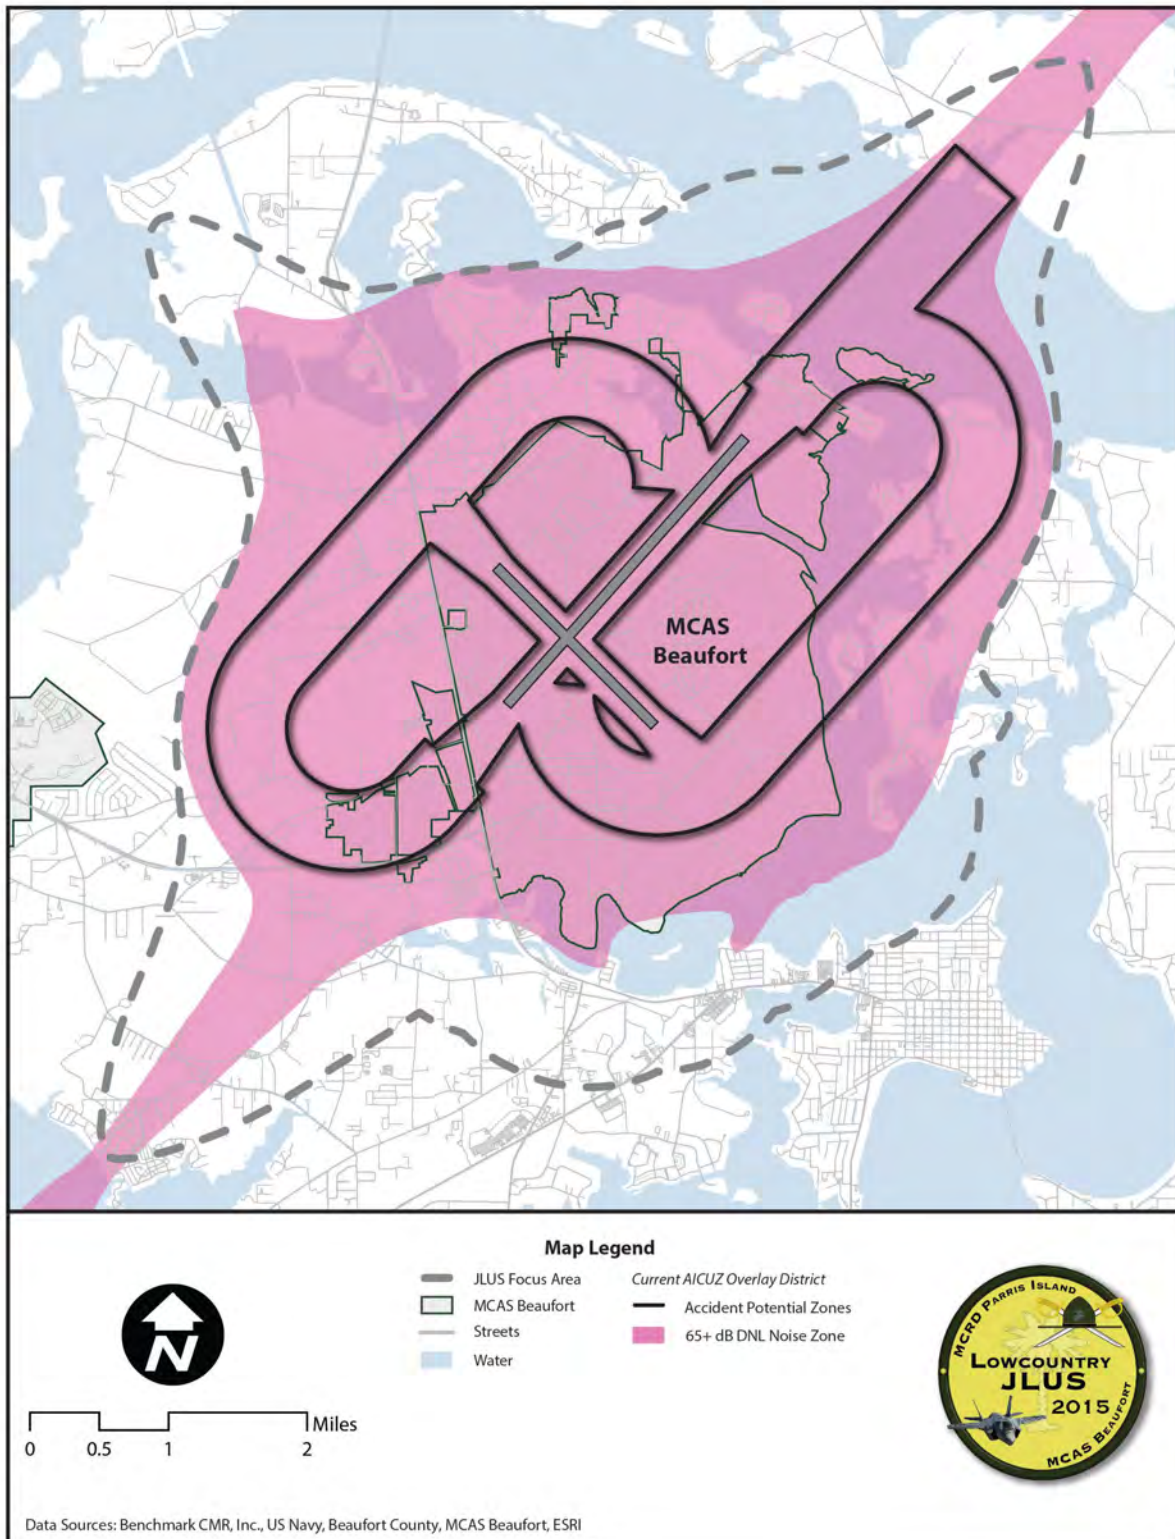 MCAS
Beaufort
Map Legend
JLUS Focus Area
MCAS Beaufort
Streets
Water
Current AICUZ Overlay District
Accident Potential Zones
65+ dB DNL Noise Zone
N
Miles
0 0.5 1 2
MCRD PARRIS ISLAND
LOWCOUNTRY
JLUS
2015
MCAS BEAUFORT
Data Sources: Benchmark CMR, Inc., US Navy, Beaufort County, MCAS Beaufort, ESRI